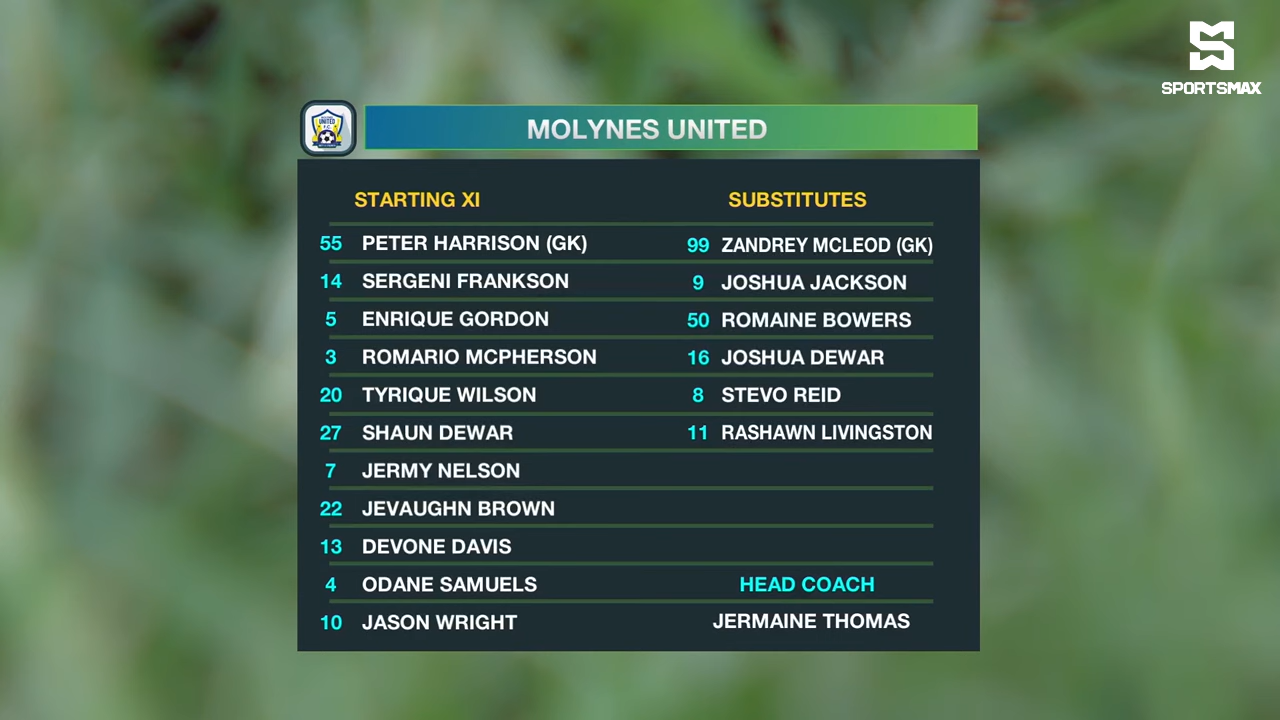 SPORTSMAX
UNITED
MOLYNES UNITED
STARTING XI
55 PETER HARRISON (GK)
14 SERGENI FRANKSON
5 ENRIQUE GORDON
3 ROMARIO MCPHERSON
20 TYRIQUE WILSON
27 SHAUN DEWAR
7 JERMY NELSON
22 JEVAUGHN BROWN
13 DEVONE DAVIS
4 ODANE SAMUELS
10 JASON WRIGHT
SUBSTITUTES
99 ZANDREY MCLEOD (GK)
9 JOSHUA JACKSON
50 ROMAINE BOWERS
16 JOSHUA DEWAR
8 STEVO REID
11 RASHAWN LIVINGSTON
HEAD COACH
JERMAINE THOMAS